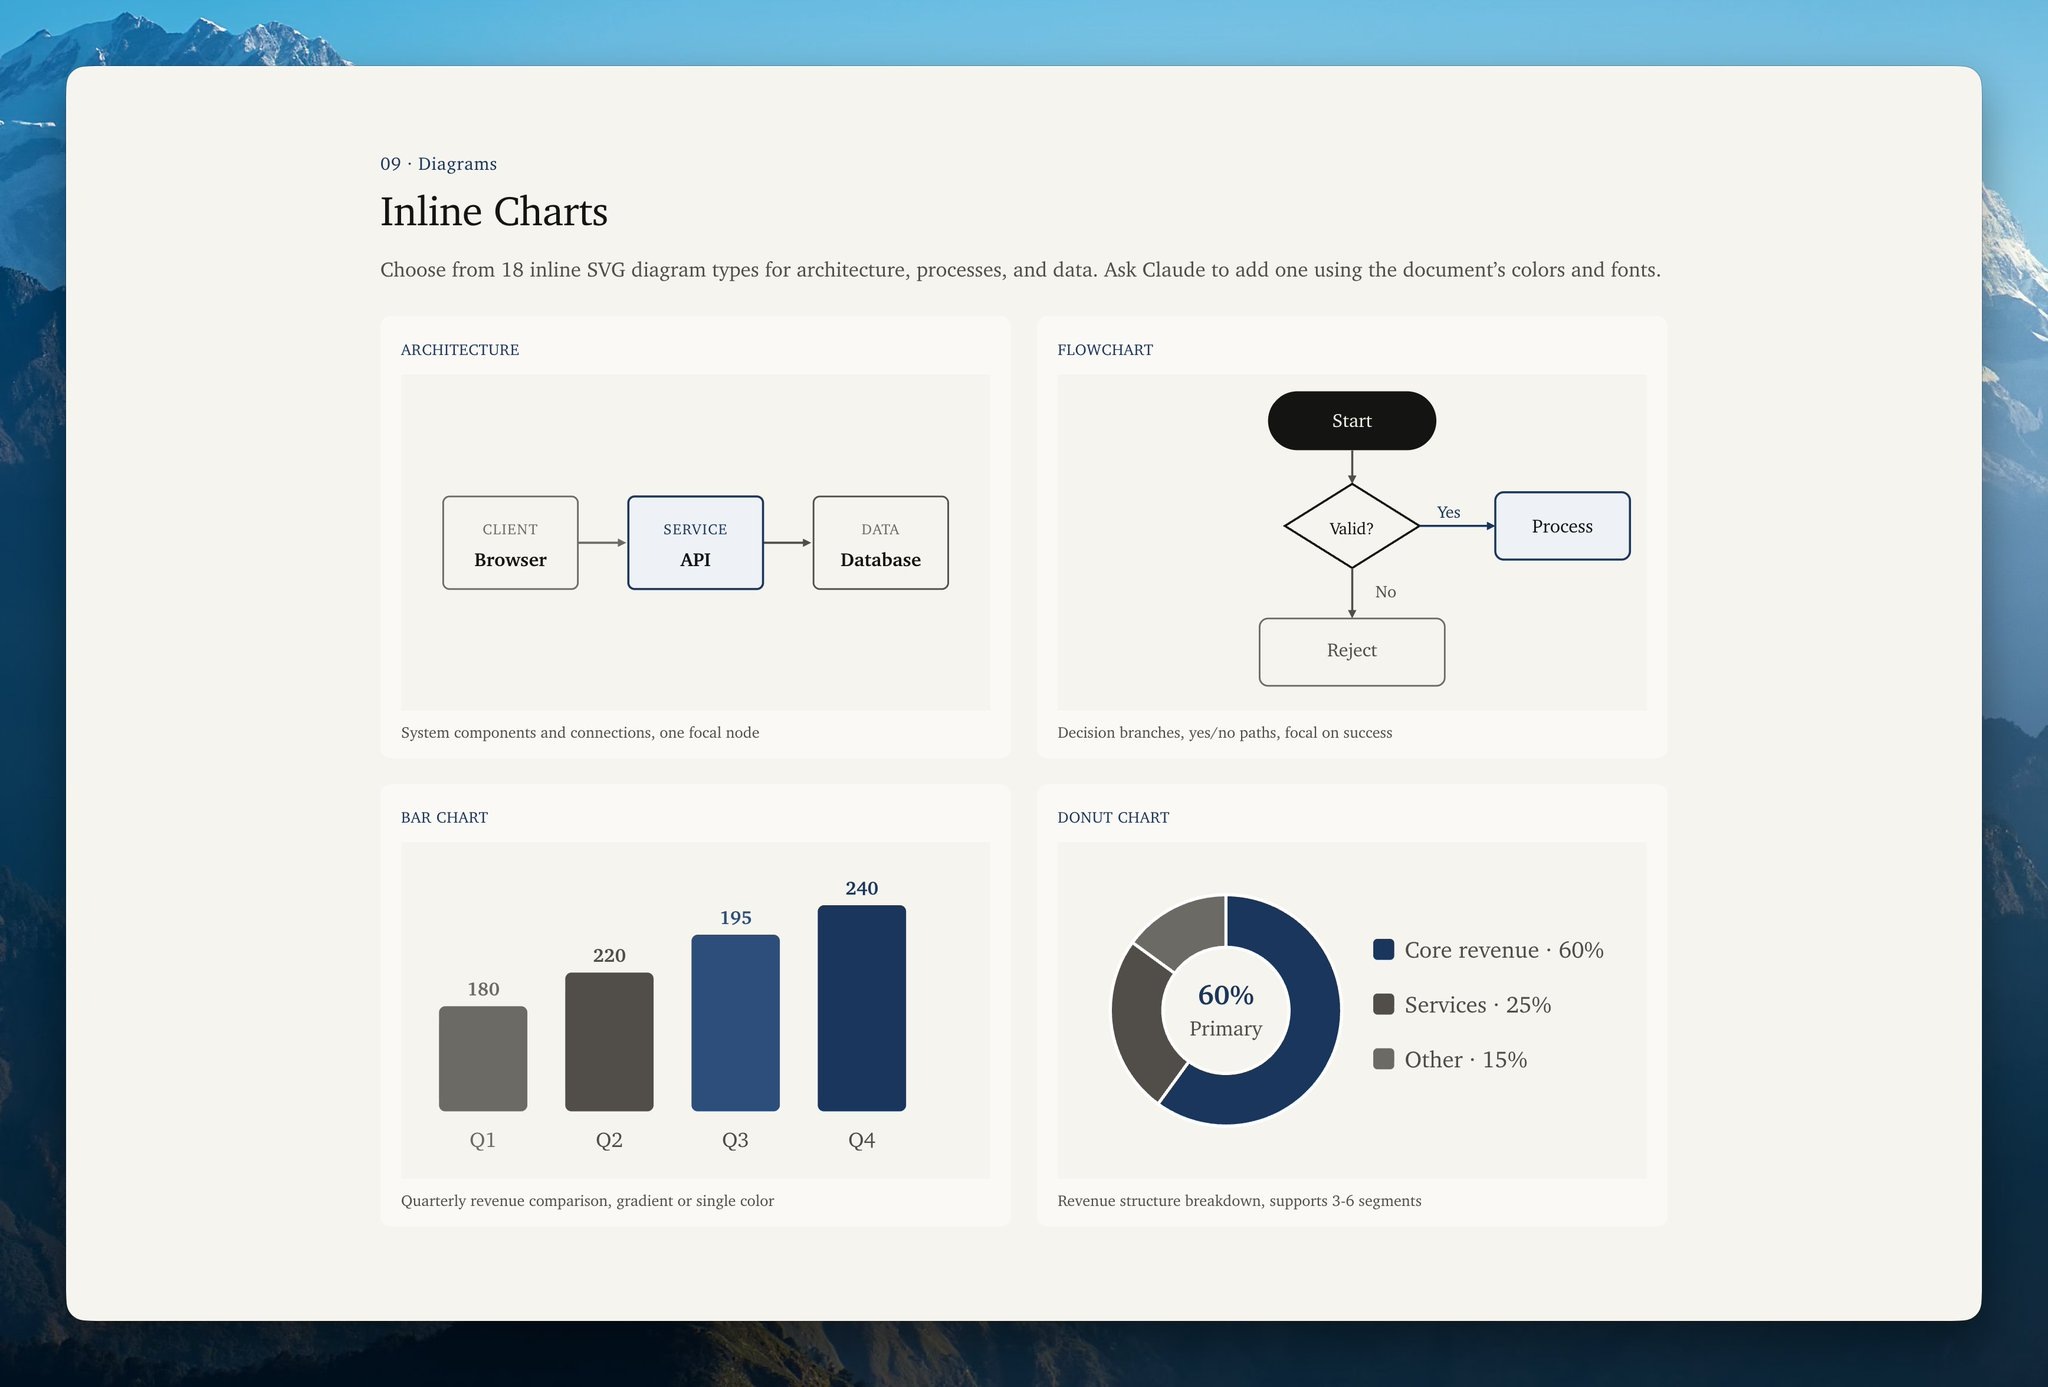 09 · Diagrams
Inline Charts
Choose from 18 inline SVG diagram types for architecture, processes, and data. Ask Claude to add one using the document’s colors and fonts.
ARCHITECTURE
CLIENT
Browser
SERVICE
API
DATA
Database
System components and connections, one focal node
FLOWCHART
Start
Valid?
Yes
Process
No
Reject
Decision branches, yes/no paths, focal on success
BAR CHART
180
220
195
240
Q1
Q2
Q3
Q4
Quarterly revenue comparison, gradient or single color
DONUT CHART
60%
Primary
Core revenue · 60%
Services · 25%
Other · 15%
Revenue structure breakdown, supports 3-6 segments